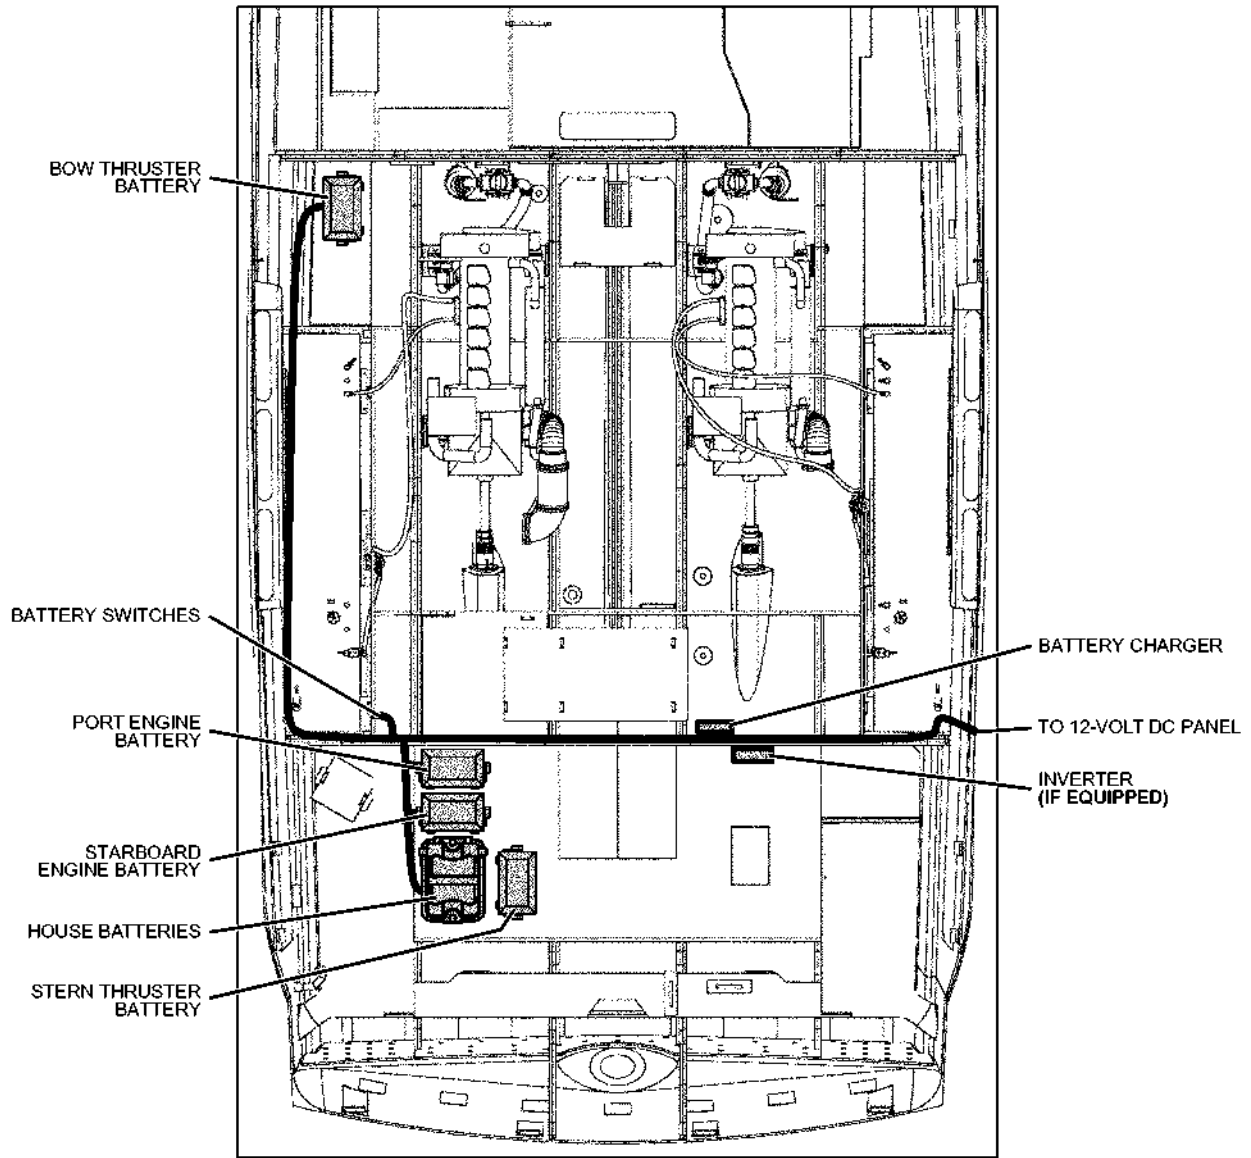 BOW THRUSTER
BATTERY
BATTERY SWITCHES
PORT ENGINE
BATTERY
STARBOARD
ENGINE BATTERY
HOUSE BATTERIES
STERN THRUSTER
BATTERY
BATTERY CHARGER
TO 12-VOLT DC PANEL
INVERTER
(IF EQUIPPED)